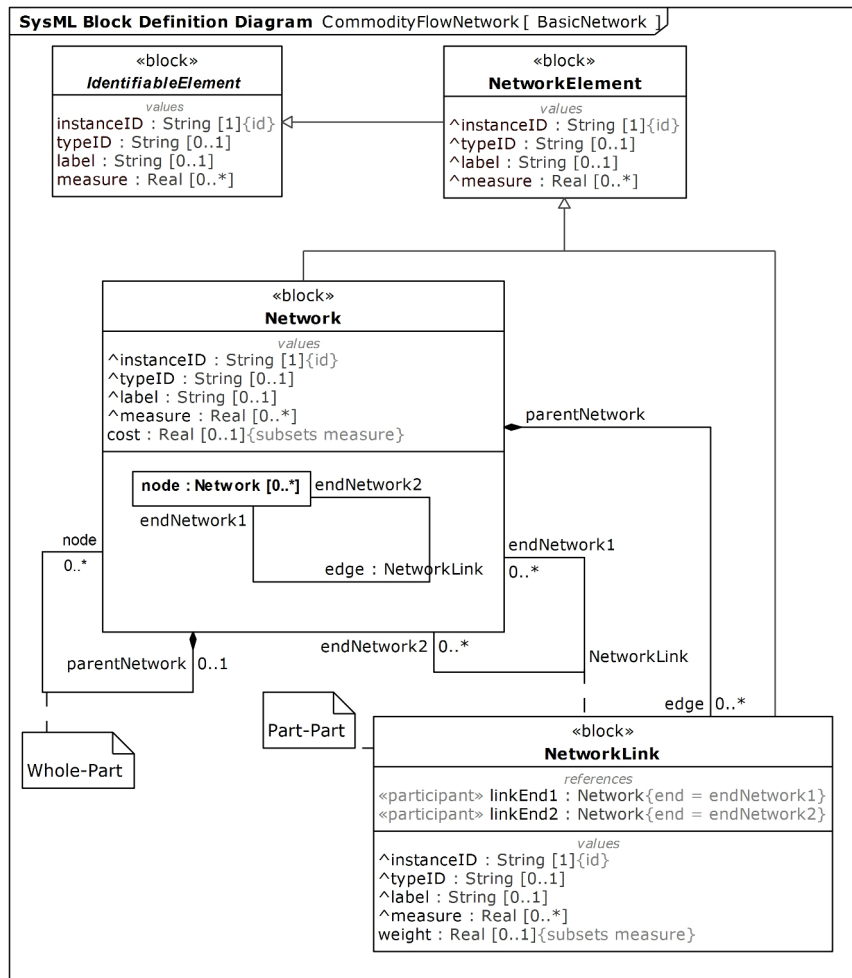 SysML Block Definition Diagram CommodityFlowNetwork [ BasicNetwork ]
«block»
IdentifiableElement
values
instanceID : String [1]{id}
typeID : String [0..1]
label : String [0..1]
measure : Real [0..*]
«block»
NetworkElement
values
^instanceID : String [1]{id}
^typeID : String [0..1]
^label : String [0..1]
^measure : Real [0..*]
«block»
Network
values
^instanceID : String [1]{id}
^typeID : String [0..1]
^label : String [0..1]
^measure : Real [0..*]
cost : Real [0..1]{subsets measure}
parentNetwork
node : Network [0..*]
endNetwork2
endNetwork1
edge : NetworkLink
node
0..*
endNetwork1
0..*
endNetwork2
0..*
parentNetwork
0..1
NetworkLink
edge
0..*
Part-Part
Whole-Part
«block»
NetworkLink
references
«participant» linkEnd1 : Network{end = endNetwork1}
«participant» linkEnd2 : Network{end = endNetwork2}
values
^instanceID : String [1]{id}
^typeID : String [0..1]
^label : String [0..1]
^measure : Real [0..*]
weight : Real [0..1]{subsets measure}